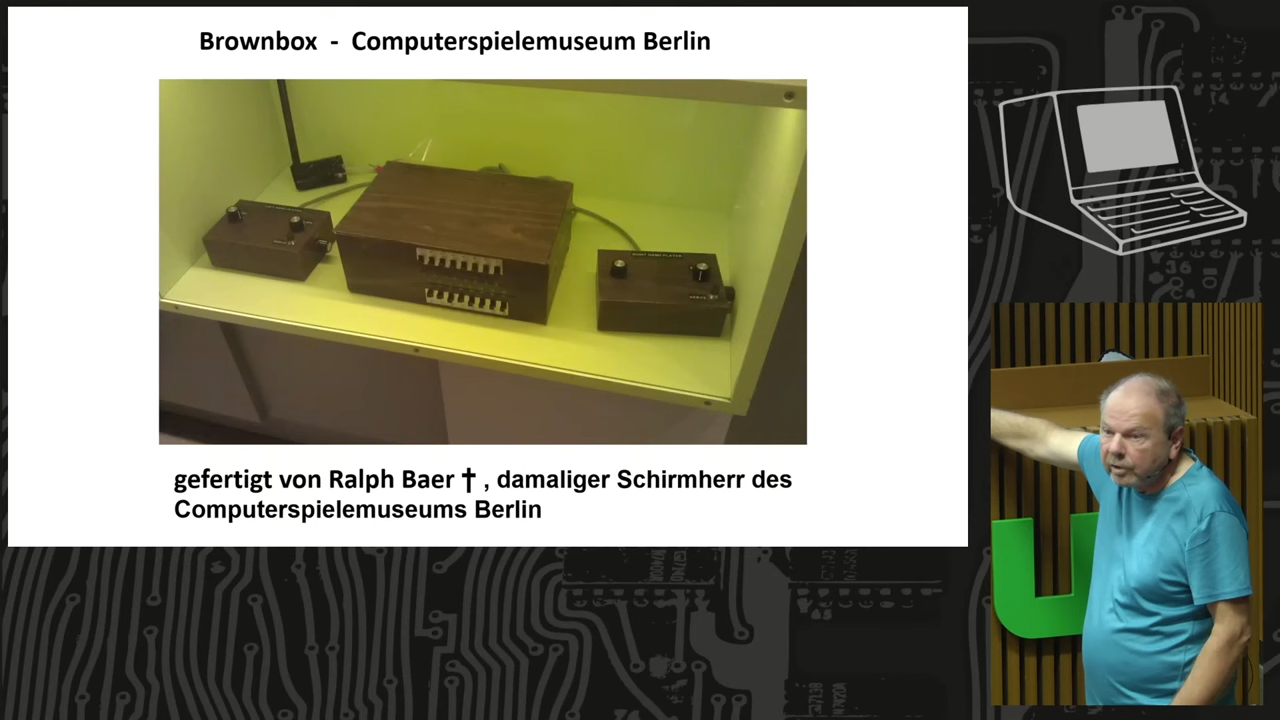 Brownbox - Computerspielemuseum Berlin
gefertigt von Ralph Baer † , damaliger Schirmherr des
Computerspielemuseums Berlin